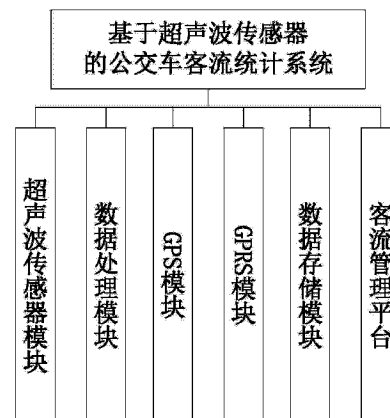 基于超声波传感器
的公交车客流统计系统
超声波传感器模块
数据处理模块
GPS模块
GPRS模块
数据存储模块
客流管理平台